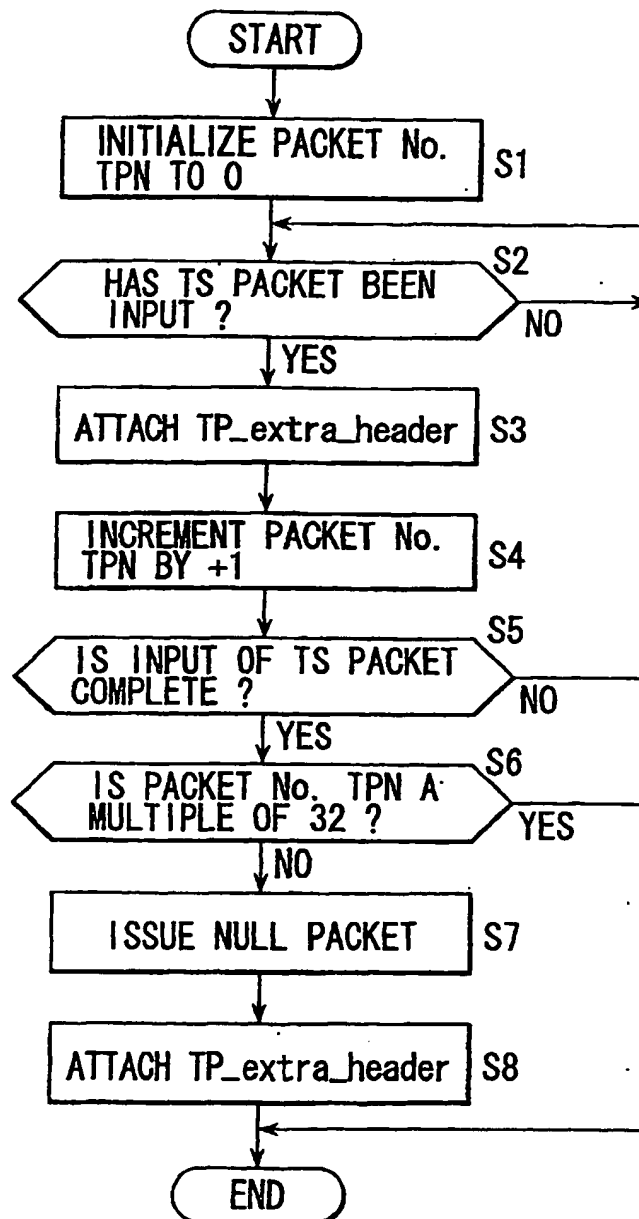 START
INITIALIZE PACKET No.
TPN TO 0
S1
S2
HAS TS PACKET BEEN
INPUT ?
NO
YES
ATTACH TP_extra_header
S3
INCREMENT PACKET No.
TPN BY +1
S4
S5
IS INPUT OF TS PACKET
COMPLETE ?
NO
YES
S6
IS PACKET No. TPN A
MULTIPLE OF 32 ?
YES
NO
ISSUE NULL PACKET
S7
ATTACH TP_extra_header
S8
END